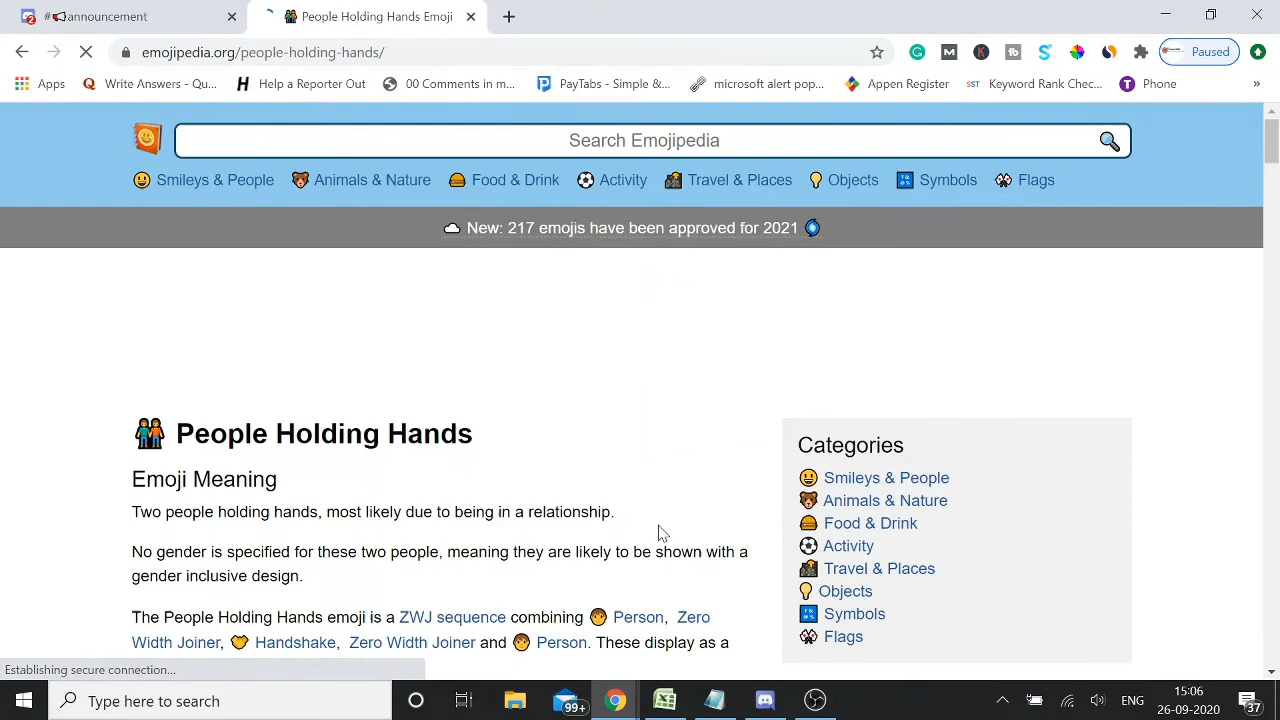 #announcement
People Holding Hands Emoji
emojipedia.org/people-holding-hands/
Paused
Apps
Write Answers - Qu...
Help a Reporter Out
00 Comments in m...
PayTabs - Simple &...
microsoft alert pop...
Appen Register
SST
Keyword Rank Chec...
T
Phone
»
Search Emojipedia
Smileys & People
Animals & Nature
Food & Drink
Activity
Travel & Places
Objects
Symbols
Flags
New: 217 emojis have been approved for 2021
People Holding Hands
Emoji Meaning
Two people holding hands, most likely due to being in a relationship.
No gender is specified for these two people, meaning they are likely to be shown with a
gender inclusive design.
The People Holding Hands emoji is a ZWJ sequence combining Person, Zero
Width Joiner, Handshake, Zero Width Joiner and Person. These display as a
Categories
Smileys & People
Animals & Nature
Food & Drink
Activity
Travel & Places
Objects
Symbols
Flags
Establishing secure connection...
Type here to search
99+
ENG
15:06
26-09-2020
37